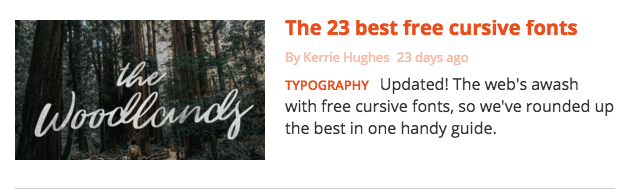 the
Woodlands
The 23 best free cursive fonts
By Kerrie Hughes 23 days ago
TYPOGRAPHY Updated! The web's awash
with free cursive fonts, so we've rounded up
the best in one handy guide.